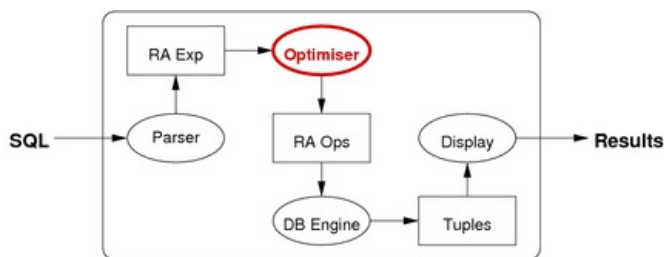 RA Exp
Optimiser
SQL
Parser
RA Ops
Display
Results
DB Engine
Tuples